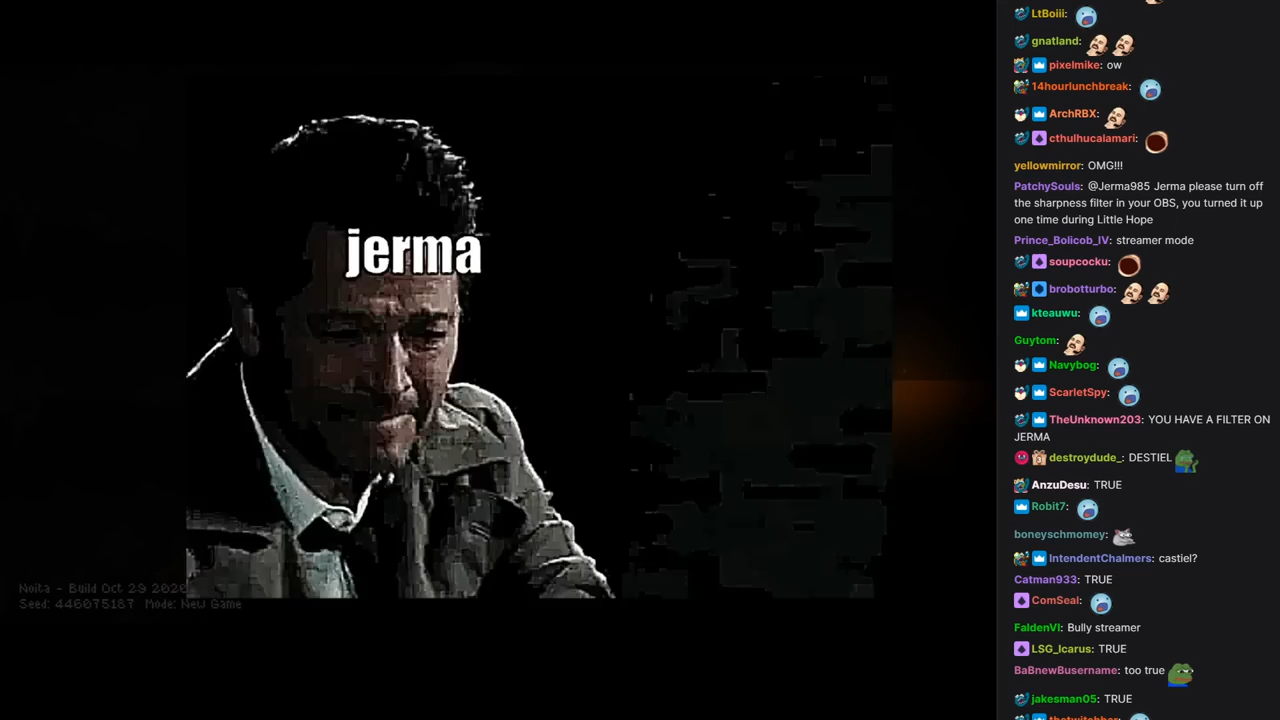 jerma
Noita - Build Oct 29 2020
Seed: 446075187 Mode: New Game
LtBoiii:
gnatland:
pixelmike: ow
14hourlunchbreak:
ArchRBX:
cthulhucalamari:
yellowmirror: OMG!!!
PatchySouls: @Jerma985 Jerma please turn off
the sharpness filter in your OBS, you turned it up
one time during Little Hope
Prince_Bolicob_IV: streamer mode
soupcocku:
brobotturbo:
kteauwu:
Guytom:
Navybog:
ScarletSpy:
TheUnknown203: YOU HAVE A FILTER ON
JERMA
destroydude_: DESTIEL
AnzuDesu: TRUE
Robit7:
boneyschmomey:
IntendentChalmers: castiel?
Catman933: TRUE
ComSeal:
FaldenVI: Bully streamer
LSG_Icarus: TRUE
BaBnewBusername: too true
jakesman05: TRUE